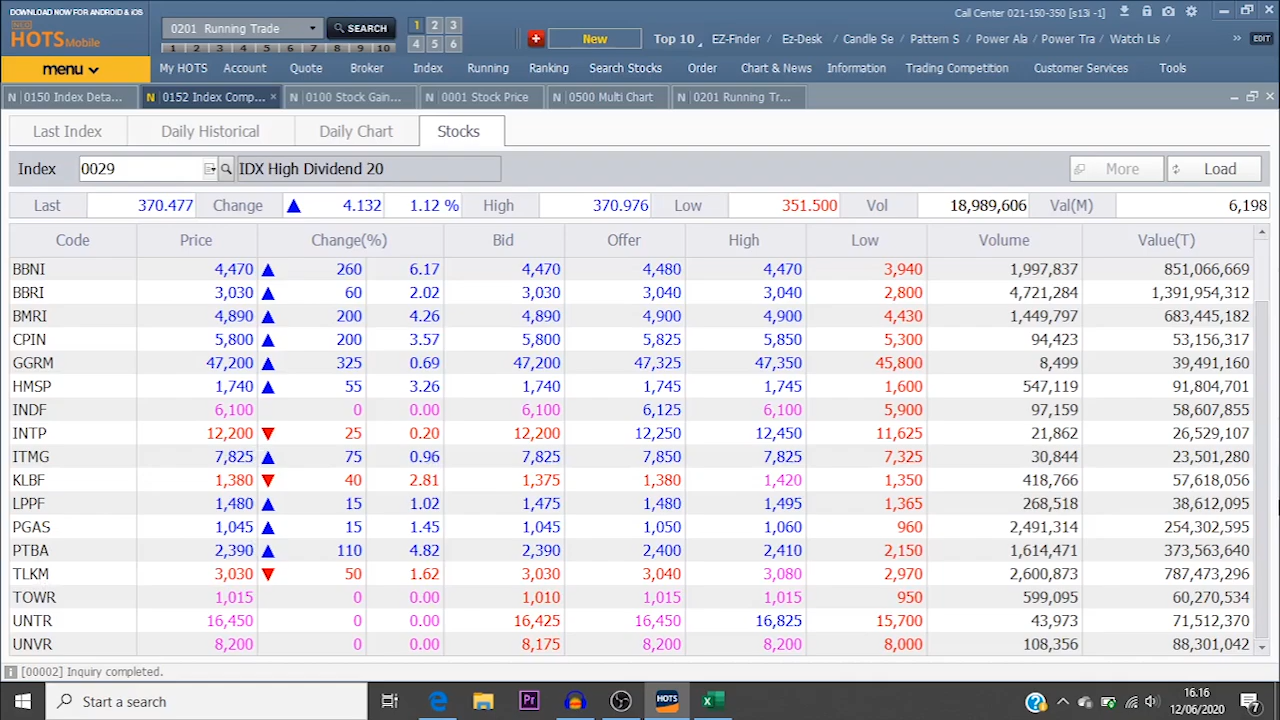 DOWNLOAD NOW FOR ANDROID & iOS
NEO HOTS Mobile
0201 Running Trade SEARCH 1 2 3
1 2 3 4 5 6 7 8 9 10 4 5 6
New Top 10 EZ-Finder / Ez-Desk / Candle Se / Pattern S / Power Ala / Power Tra / Watch Lis / » EDIT
Call Center 021-150-350 [s13i -1]
menu My HOTS Account Quote Broker Index Running Ranking Search Stocks Order Chart & News Information Trading Competition Customer Services Tools
N 0150 Index Deta... N 0152 Index Comp... × N 0100 Stock Gain... N 0001 Stock Price N 0500 Multi Chart N 0201 Running Tr...
Last Index Daily Historical Daily Chart Stocks
Index 0029 IDX High Dividend 20 More Load
Last 370.477 Change ▲ 4.132 1.12 % High 370.976 Low 351.500 Vol 18,989,606 Val(M) 6,198
Code Price Change(%) Bid Offer High Low Volume Value(T)
BBNI 4,470 ▲ 260 6.17 4,470 4,480 4,470 3,940 1,997,837 851,066,669
BBRI 3,030 ▲ 60 2.02 3,030 3,040 3,040 2,800 4,721,284 1,391,954,312
BMRI 4,890 ▲ 200 4.26 4,890 4,900 4,900 4,430 1,449,797 683,445,182
CPIN 5,800 ▲ 200 3.57 5,800 5,825 5,850 5,300 94,423 53,156,317
GGRM 47,200 ▲ 325 0.69 47,200 47,325 47,350 45,800 8,499 39,491,160
HMSP 1,740 ▲ 55 3.26 1,740 1,745 1,745 1,600 547,119 91,804,701
INDF 6,100 0 0.00 6,100 6,125 6,100 5,900 97,159 58,607,855
INTP 12,200 ▼ 25 0.20 12,200 12,250 12,450 11,625 21,862 26,529,107
ITMG 7,825 ▲ 75 0.96 7,825 7,850 7,825 7,325 30,844 23,501,280
KLBF 1,380 ▼ 40 2.81 1,375 1,380 1,420 1,350 418,766 57,618,056
LPPF 1,480 ▲ 15 1.02 1,475 1,480 1,495 1,365 268,518 38,612,095
PGAS 1,045 ▲ 15 1.45 1,045 1,050 1,060 960 2,491,314 254,302,595
PTBA 2,390 ▲ 110 4.82 2,390 2,400 2,410 2,150 1,614,471 373,563,640
TLKM 3,030 ▼ 50 1.62 3,030 3,040 3,080 2,970 2,600,873 787,473,296
TOWR 1,015 0 0.00 1,010 1,015 1,015 950 599,095 60,270,534
UNTR 16,450 0 0.00 16,425 16,450 16,825 15,700 43,973 71,512,370
UNVR 8,200 0 0.00 8,175 8,200 8,200 8,000 108,356 88,301,042
[00002] Inquiry completed.
Start a search Pr HOTS 16.16
12/06/2020 7